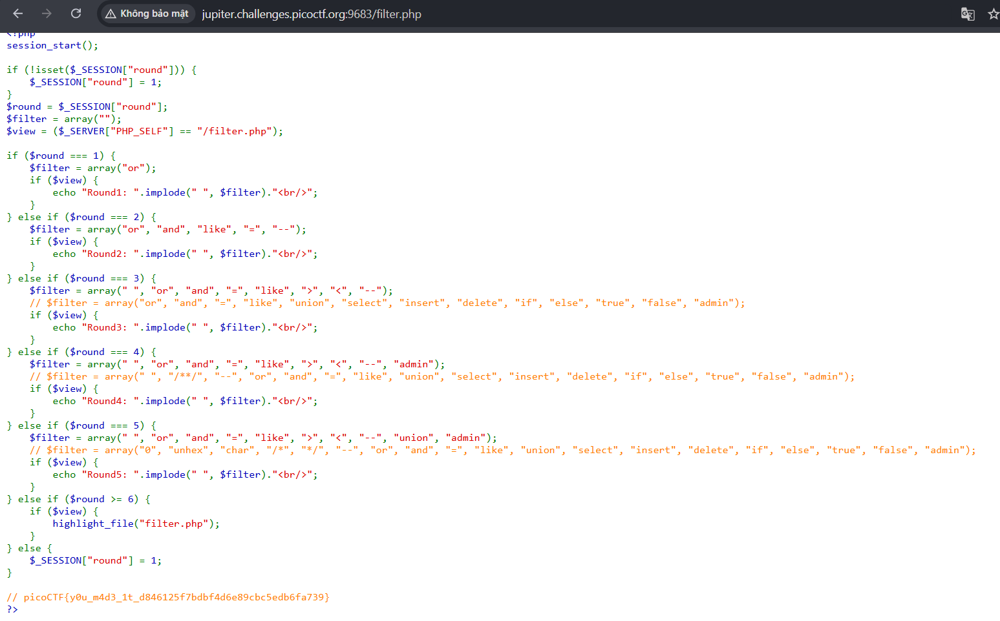 Không bảo mật jupiter.challenges.picoctf.org:9683/filter.php
<?php
session_start();

if (!isset($_SESSION["round"])) {
    $_SESSION["round"] = 1;
}
$round = $_SESSION["round"];
$filter = array("");
$view = ($_SERVER["PHP_SELF"] == "/filter.php");

if ($round === 1) {
    $filter = array("or");
    if ($view) {
        echo "Round1: ".implode(" ", $filter)."<br/>";
    }
} else if ($round === 2) {
    $filter = array("or", "and", "like", "=", "--");
    if ($view) {
        echo "Round2: ".implode(" ", $filter)."<br/>";
    }
} else if ($round === 3) {
    $filter = array(" ", "or", "and", "=", "like", ">", "<", "--");
    // $filter = array("or", "and", "=", "like", "union", "select", "insert", "delete", "if", "else", "true", "false", "admin");
    if ($view) {
        echo "Round3: ".implode(" ", $filter)."<br/>";
    }
} else if ($round === 4) {
    $filter = array(" ", "or", "and", "=", "like", ">", "<", "--", "admin");
    // $filter = array(" ", "/**/", "--", "or", "and", "=", "like", "union", "select", "insert", "delete", "if", "else", "true", "false", "admin");
    if ($view) {
        echo "Round4: ".implode(" ", $filter)."<br/>";
    }
} else if ($round === 5) {
    $filter = array(" ", "or", "and", "=", "like", ">", "<", "--", "union", "admin");
    // $filter = array("0", "unhex", "char", "/*", "*/", "--", "or", "and", "=", "like", "union", "select", "insert", "delete", "if", "else", "true", "false", "admin");
    if ($view) {
        echo "Round5: ".implode(" ", $filter)."<br/>";
    }
} else if ($round >= 6) {
    if ($view) {
        highlight_file("filter.php");
    }
} else {
    $_SESSION["round"] = 1;
}

// picoCTF{y0u_m4d3_1t_d846125f7bdbf4d6e89cbc5edb6fa739}
?>